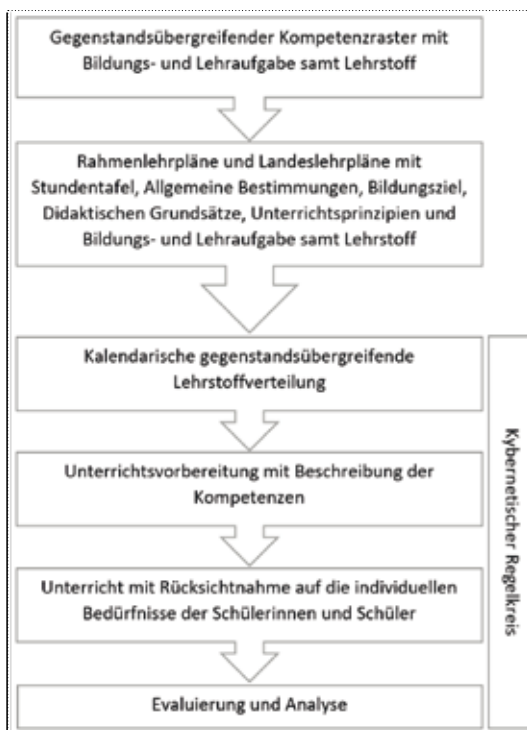 Gegenstandsübergreifender Kompetenzraster mit
Bildungs- und Lehraufgabe samt Lehrstoff
Rahmenlehrpläne und Landeslehrpläne mit
Stundentafel, Allgemeine Bestimmungen, Bildungsziel,
Didaktischen Grundsätze, Unterrichtsprinzipien und
Bildungs- und Lehraufgabe samt Lehrstoff
Kalendarische gegenstandsübergreifende
Lehrstoffverteilung
Unterrichtsvorbereitung mit Beschreibung der
Kompetenzen
Unterricht mit Rücksichtnahme auf die individuellen
Bedürfnisse der Schülerinnen und Schüler
Evaluierung und Analyse
Kybernetischer Regelkreis